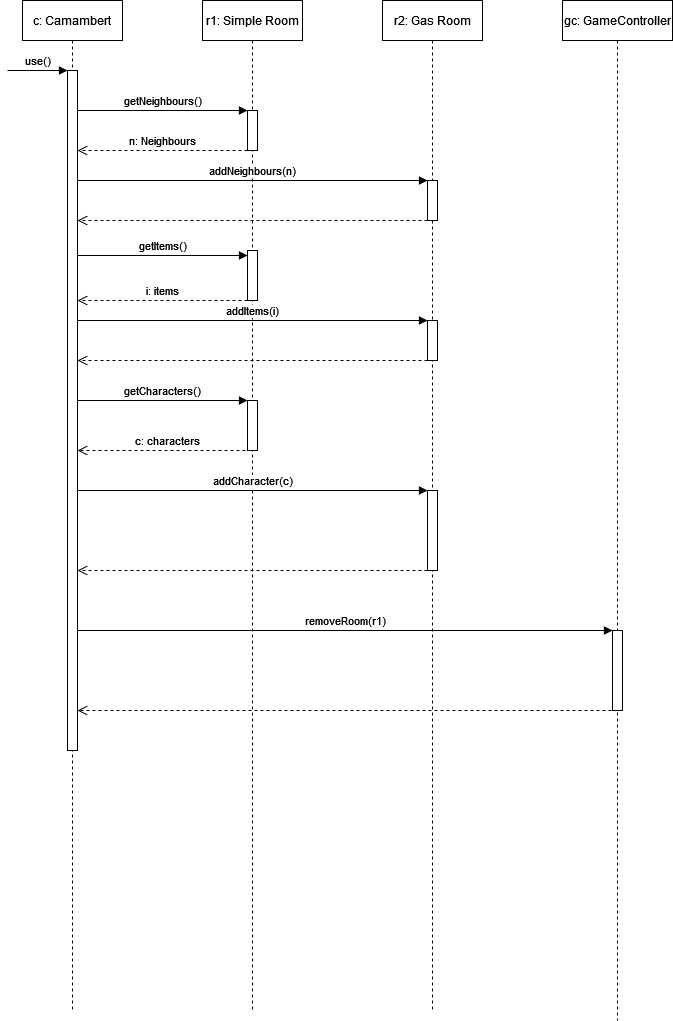 c: Camambert
r1: Simple Room
r2: Gas Room
gc: GameController
use()
getNeighbours()
n: Neighbours
addNeighbours(n)
getItems()
i: items
addItems(i)
getCharacters()
c: characters
addCharacter(c)
removeRoom(r1)